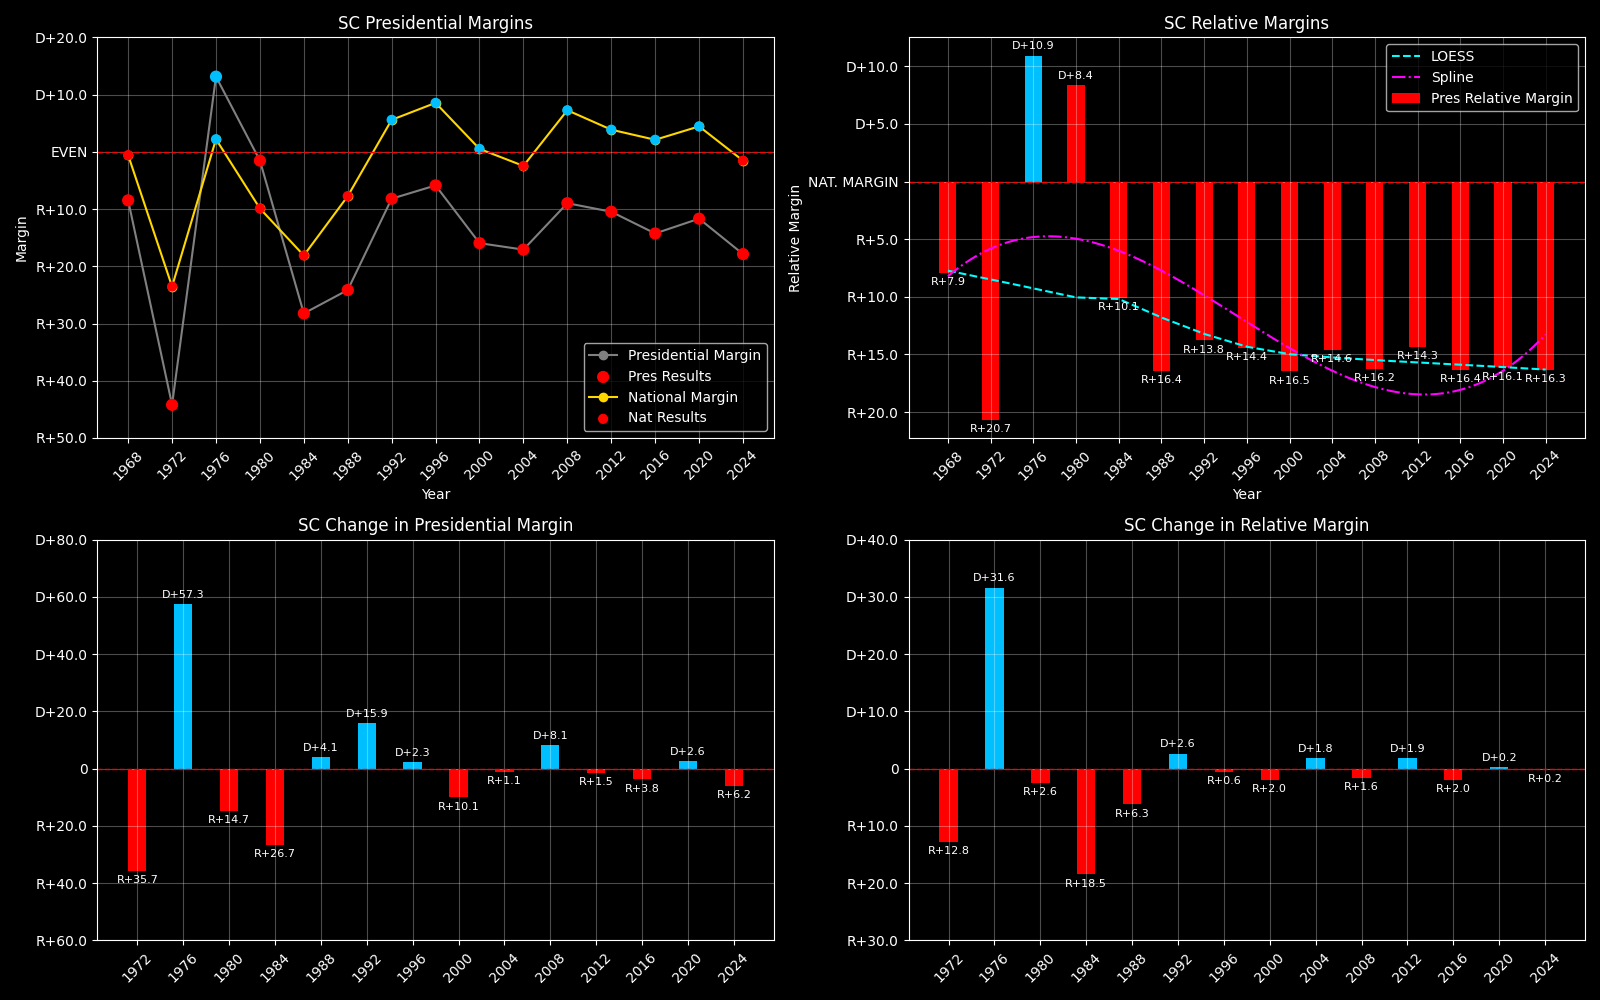 SC Presidential Margins
D+20.0
D+10.0
EVEN
R+10.0
R+20.0
R+30.0
R+40.0
R+50.0
Margin
Presidential Margin
Pres Results
National Margin
Nat Results
1968 1972 1976 1980 1984 1988 1992 1996 2000 2004 2008 2012 2016 2020 2024
Year
SC Relative Margins
D+10.0
D+5.0
NAT. MARGIN
R+5.0
R+10.0
R+15.0
R+20.0
Relative Margin
LOESS
Spline
Pres Relative Margin
R+7.9
R+20.7
D+10.9
D+8.4
R+10.1
R+16.4
R+13.8
R+14.4
R+16.5
R+14.6
R+16.2
R+14.3
R+16.4
R+16.1
R+16.3
1968 1972 1976 1980 1984 1988 1992 1996 2000 2004 2008 2012 2016 2020 2024
Year
SC Change in Presidential Margin
D+80.0
D+60.0
D+40.0
D+20.0
0
R+20.0
R+40.0
R+60.0
R+35.7
D+57.3
R+14.7
R+26.7
D+4.1
D+15.9
D+2.3
R+10.1
R+1.1
D+8.1
R+1.5
R+3.8
D+2.6
R+6.2
1972 1976 1980 1984 1988 1992 1996 2000 2004 2008 2012 2016 2020 2024
SC Change in Relative Margin
D+40.0
D+30.0
D+20.0
D+10.0
0
R+10.0
R+20.0
R+30.0
R+12.8
D+31.6
R+2.6
R+18.5
R+6.3
D+2.6
R+0.6
R+2.0
D+1.8
R+1.6
D+1.9
R+2.0
D+0.2
R+0.2
1972 1976 1980 1984 1988 1992 1996 2000 2004 2008 2012 2016 2020 2024